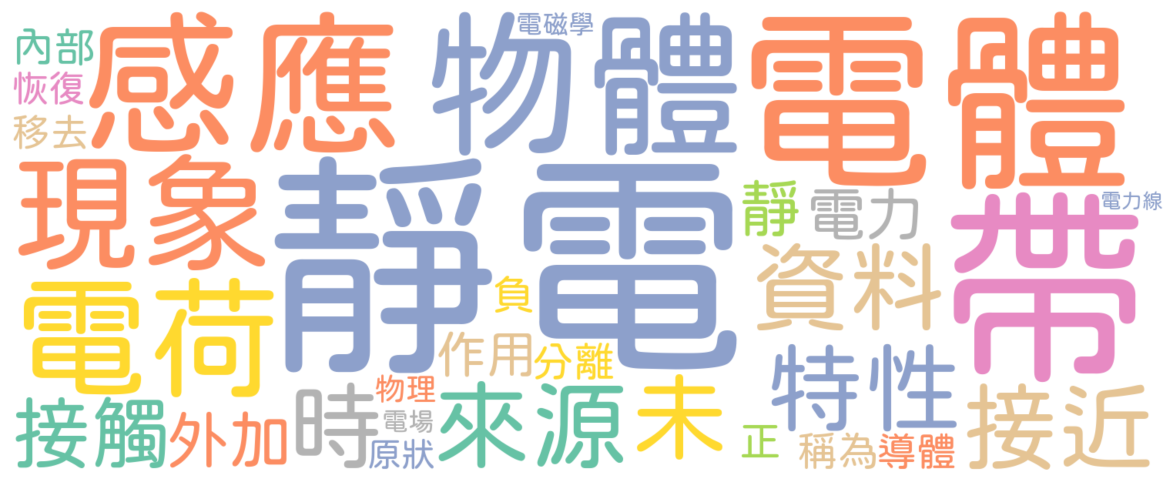 內部
恢復
移去
感應
物體
電磁學
電體
現象
靜電
靜
電力
帶
電力線
電荷
負
資料
作用
分離
特性
接觸
外加
時
物理
電場
原狀
來源
未
正
稱為
導體
接近